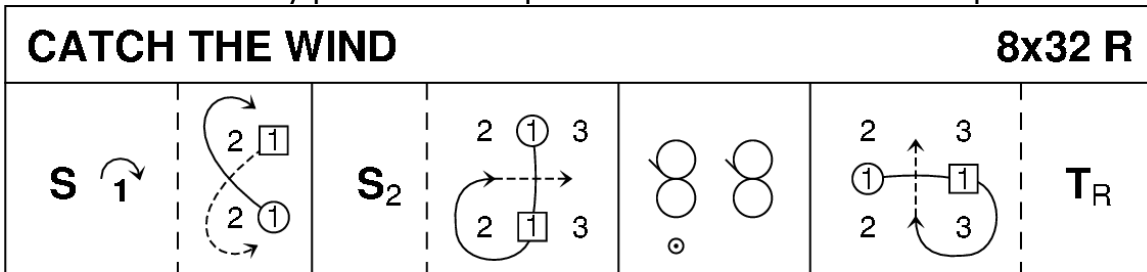 CATCH THE WIND 8x32 R
S 1 2 1 2 1 S2 2 1 3 2 1 3 2 3 1 1 2 3 TR